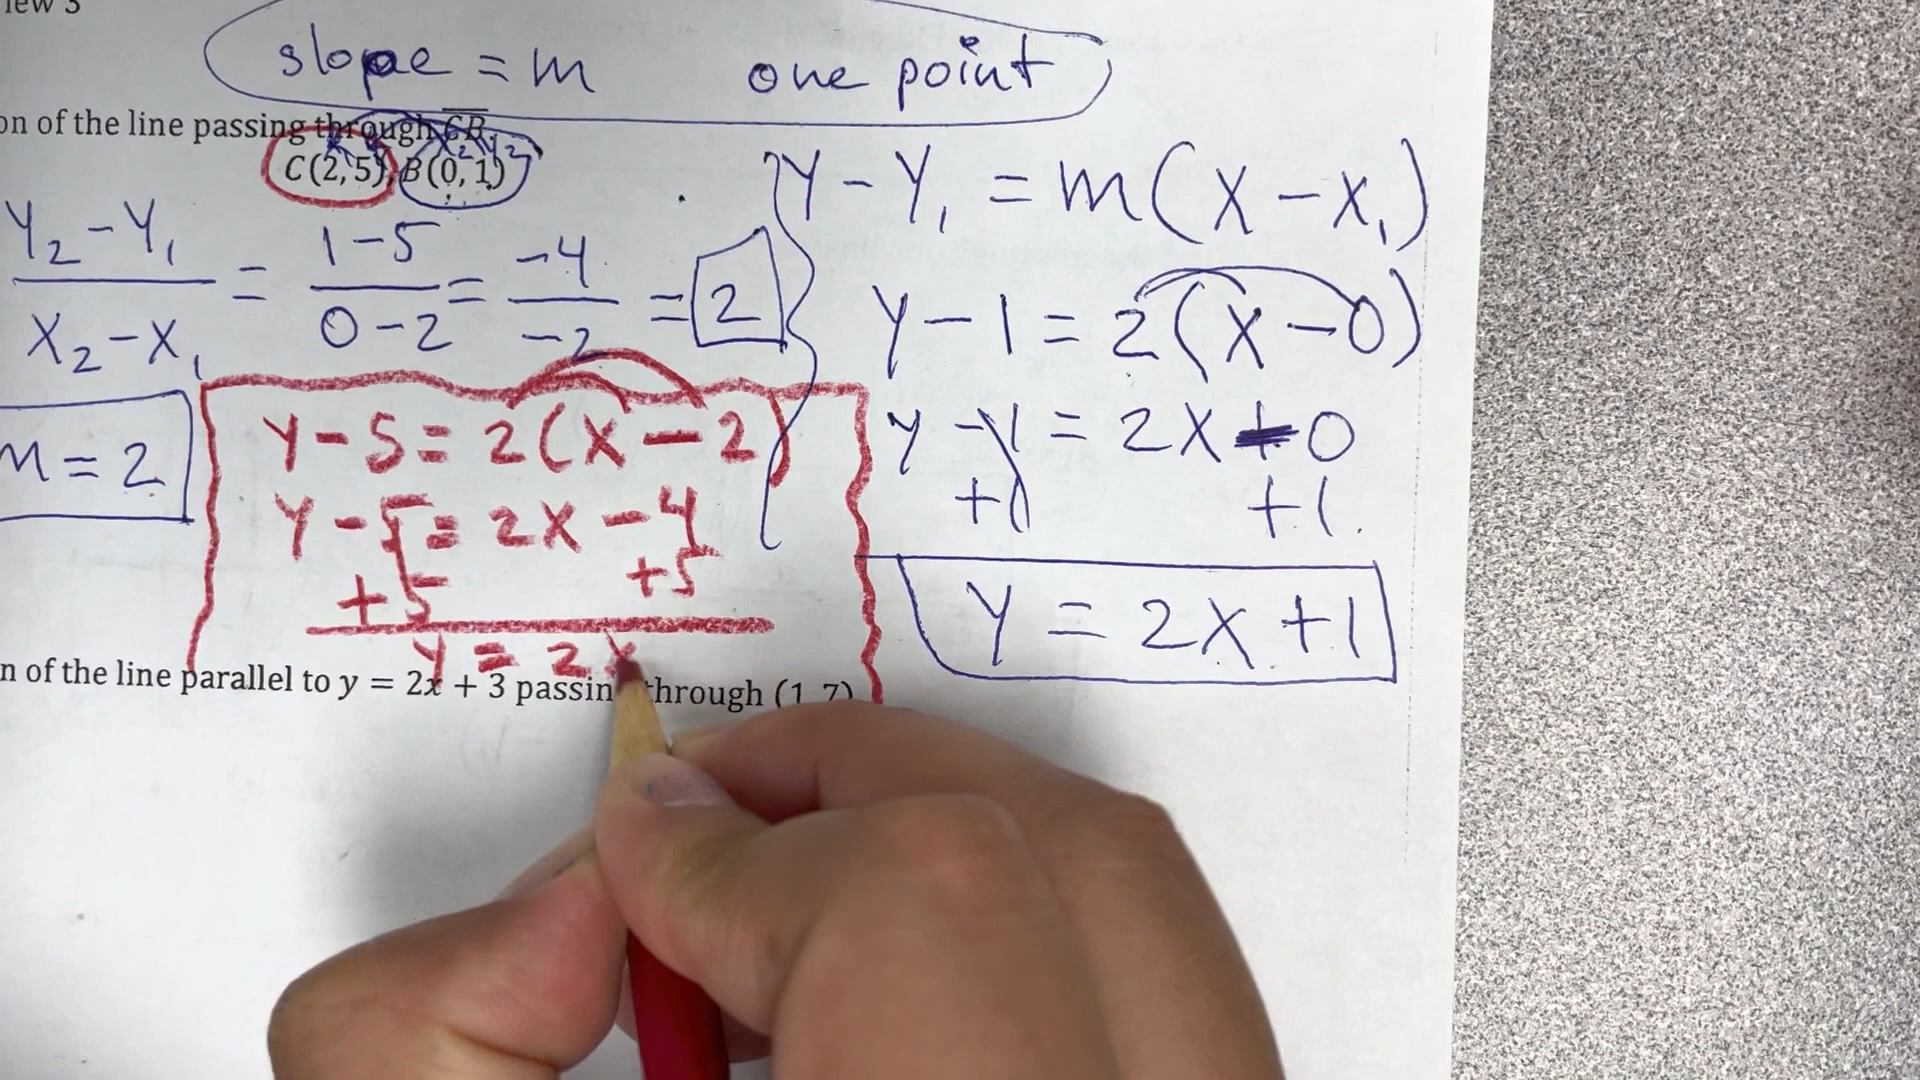 slope = m one point
on of the line passing through CB.
C(2,5) B(0,1)
x₂ y₂
Y₂ - Y₁ / X₂ - X₁ = 1 - 5 / 0 - 2 = -4 / -2 = 2
m = 2
Y - Y₁ = m(X - X₁)
Y - 1 = 2(X - 0)
Y - 1 = 2X + 0
+1 +1
Y = 2X + 1
Y - 5 = 2(X - 2)
Y - 5 = 2X - 4
+5 +5
Y = 2X
n of the line parallel to y = 2x + 3 passin through (1, 7)